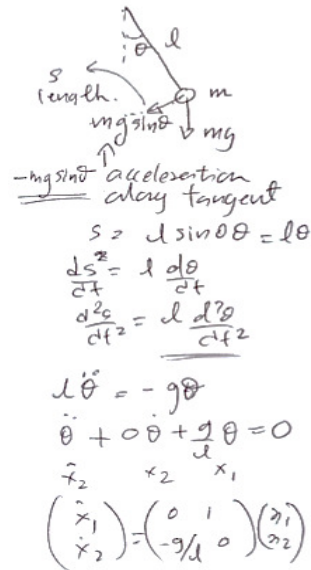 θ l
s
length.
m
mg sinθ
mg
-mg sinθ acceleration
along tangent
s = l sinθ θ = lθ
ds/dt = l dθ/dt
d²s/dt² = l d²θ/dt²
lθ̈ = -gθ
θ̈ + 0θ̇ + g/l θ = 0
ẋ₂ x₂ x₁
(ẋ₁ ẋ₂) = (0 1 -g/l 0) (x₁ x₂)